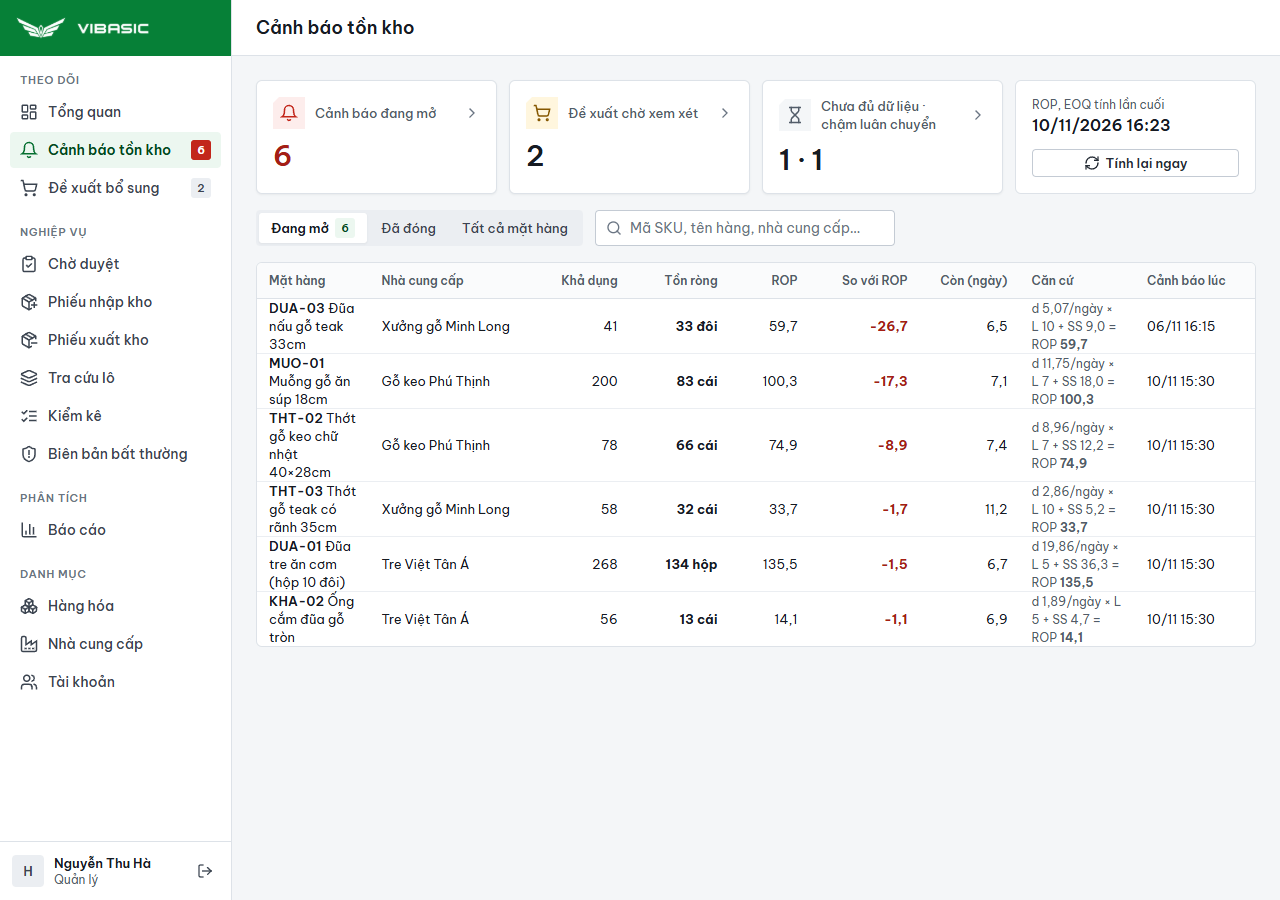 VIBASIC
Cảnh báo tồn kho
THEO DÕI
Tổng quan
Cảnh báo tồn kho 6
Đề xuất bổ sung 2
NGHIỆP VỤ
Chờ duyệt
Phiếu nhập kho
Phiếu xuất kho
Tra cứu lô
Kiểm kê
Biên bản bất thường
PHÂN TÍCH
Báo cáo
DANH MỤC
Hàng hóa
Nhà cung cấp
Tài khoản
H
Nguyễn Thu Hà
Quản lý
Cảnh báo đang mở
6
Đề xuất chờ xem xét
2
Chưa đủ dữ liệu ·
chậm luân chuyển
1 · 1
ROP, EOQ tính lần cuối
10/11/2026 16:23
Tính lại ngay
Đang mở 6 Đã đóng Tất cả mặt hàng
Mã SKU, tên hàng, nhà cung cấp...
Mặt hàng Nhà cung cấp Khả dụng Tồn ròng ROP So với ROP Còn (ngày) Căn cứ Cảnh báo lúc
DUA-03 Đũa
nấu gỗ teak
33cm
Xưởng gỗ Minh Long 41 33 đôi 59,7 -26,7 6,5
d 5,07/ngày ×
L 10 + SS 9,0 =
ROP 59,7
06/11 16:15
MUO-01
Muỗng gỗ ăn
súp 18cm
Gỗ keo Phú Thịnh 200 83 cái 100,3 -17,3 7,1
d 11,75/ngày ×
L 7 + SS 18,0 =
ROP 100,3
10/11 15:30
THT-02 Thớt
gỗ keo chữ
nhật
40×28cm
Gỗ keo Phú Thịnh 78 66 cái 74,9 -8,9 7,4
d 8,96/ngày ×
L 7 + SS 12,2 =
ROP 74,9
10/11 15:30
THT-03 Thớt
gỗ teak có
rãnh 35cm
Xưởng gỗ Minh Long 58 32 cái 33,7 -1,7 11,2
d 2,86/ngày ×
L 10 + SS 5,2 =
ROP 33,7
10/11 15:30
DUA-01 Đũa
tre ăn cơm
(hộp 10 đôi)
Tre Việt Tân Á 268 134 hộp 135,5 -1,5 6,7
d 19,86/ngày ×
L 5 + SS 36,3 =
ROP 135,5
10/11 15:30
KHA-02 Ống
cắm đũa gỗ
tròn
Tre Việt Tân Á 56 13 cái 14,1 -1,1 6,9
d 1,89/ngày × L
5 + SS 4,7 =
ROP 14,1
10/11 15:30